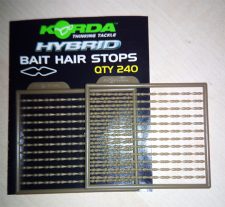 KORDA
THINKING TACKLE
HYBRID
BAIT HAIR STOPS
QTY 240